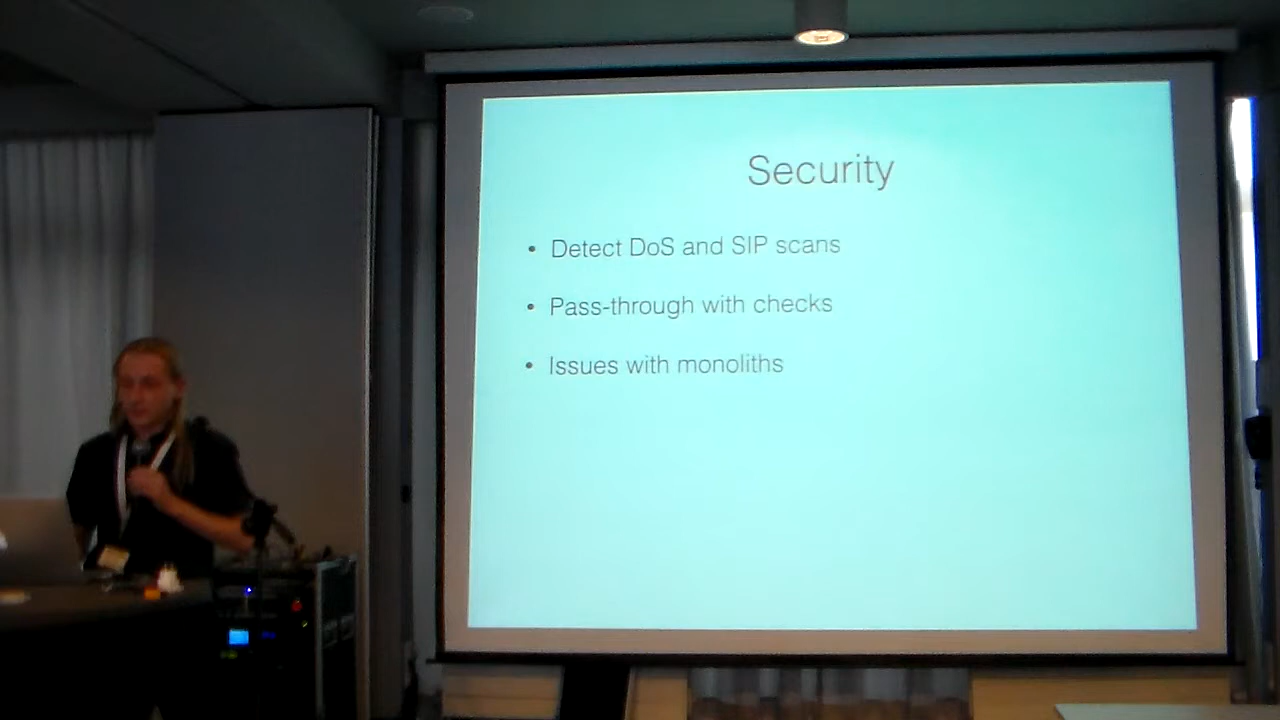 Security
• Detect DoS and SIP scans
• Pass-through with checks
• Issues with monoliths